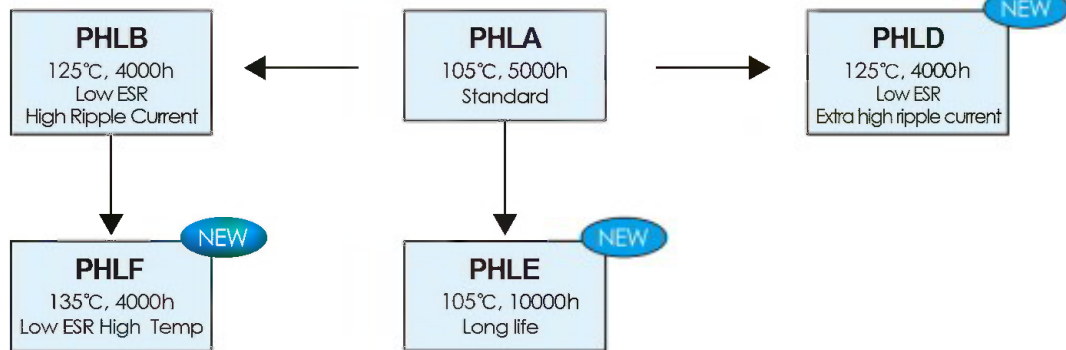 NEW
PHLB
125℃, 4000h
Low ESR
High Ripple Current
PHLA
105℃, 5000h
Standard
PHLD
125℃, 4000h
Low ESR
Extra high ripple current
NEW
PHLF
135℃, 4000h
Low ESR High Temp
NEW
PHLE
105℃, 10000h
Long life